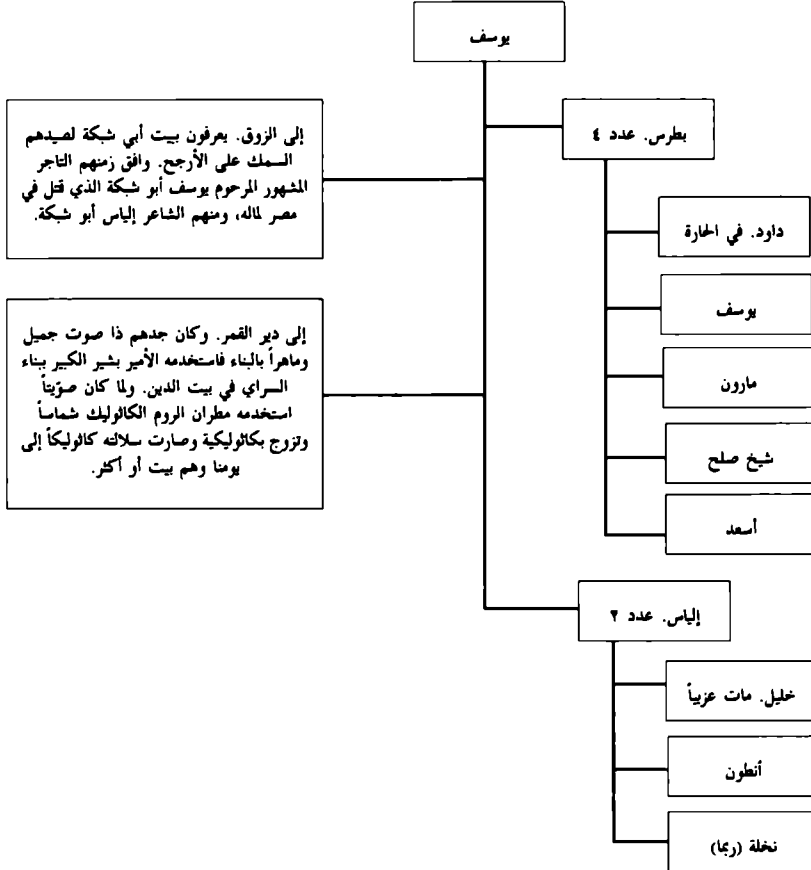 يوسف
بطرس. عدد ٤
داود. في الحارة
يوسف
مارون
شيخ صلح
أسعد
إلياس. عدد ٢
خليل. مات عزبياً
أنطون
نخلة (ربما)
إلى الزوق. يعرفون ببيت أبي شبكة لصيدهم
السمك على الأرجح. وافق زمنهم التاجر
المشهور المرحوم يوسف أبو شبكة الذي قتل في
مصر لماله، ومنهم الشاعر إلياس أبو شبكة.
إلى دير القمر. وكان جدهم ذا صوت جميل
وماهراً بالبناء فاستخدمه الأمير بشير الكبير ببناء
السراي في بيت الدين. ولما كان صوّيتاً
استخدمه مطران الروم الكاثوليك شماساً
وتزوج بكاثوليكية وصارت سلالته كاثوليكاً إلى
يومنا وهم بيت أو أكثر.